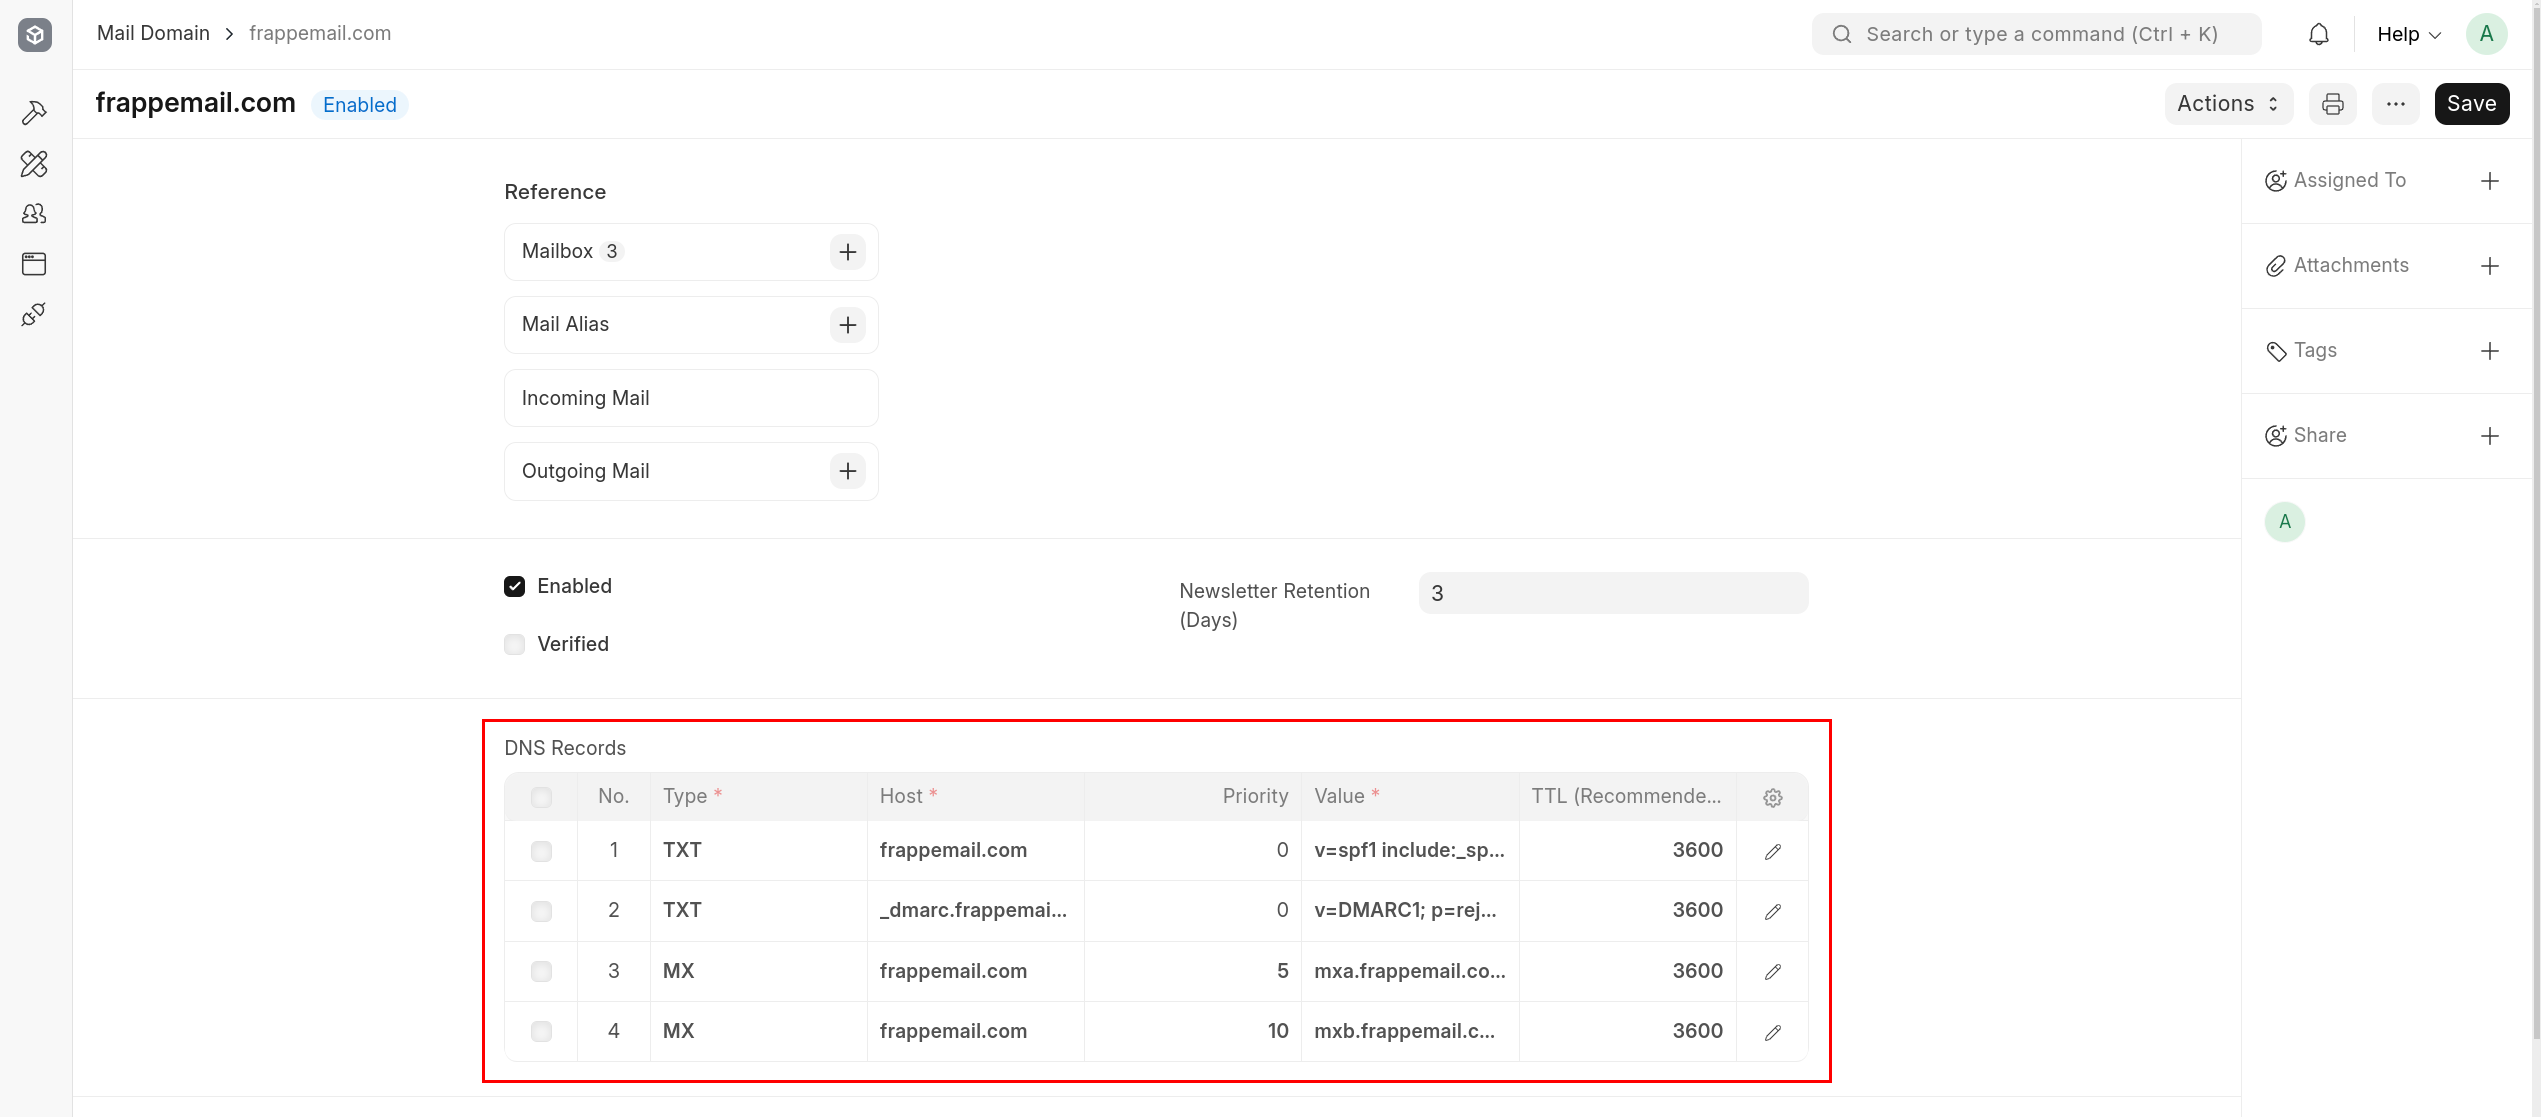 Mail Domain > frappemail.com
Search or type a command (Ctrl + K)
Help
A
frappemail.com Enabled
Actions
Save
Reference
Mailbox 3
Mail Alias
Incoming Mail
Outgoing Mail
Assigned To
Attachments
Tags
Share
A
Enabled
Verified
Newsletter Retention
(Days)
3
DNS Records
No. Type * Host * Priority Value * TTL (Recommende...
1 TXT frappemail.com 0 v=spf1 include:_sp... 3600
2 TXT _dmarc.frappemai... 0 v=DMARC1; p=rej... 3600
3 MX frappemail.com 5 mxa.frappemail.co... 3600
4 MX frappemail.com 10 mxb.frappemail.c... 3600